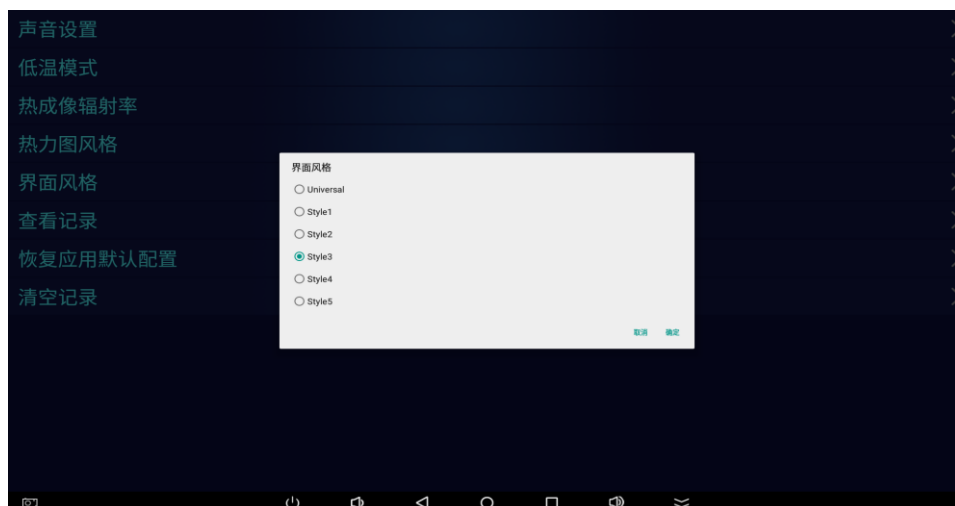 声音设置
低温模式
热成像辐射率
热力图风格
界面风格
查看记录
恢复应用默认配置
清空记录
界面风格
Universal
Style1
Style2
Style3
Style4
Style5
取消 确定